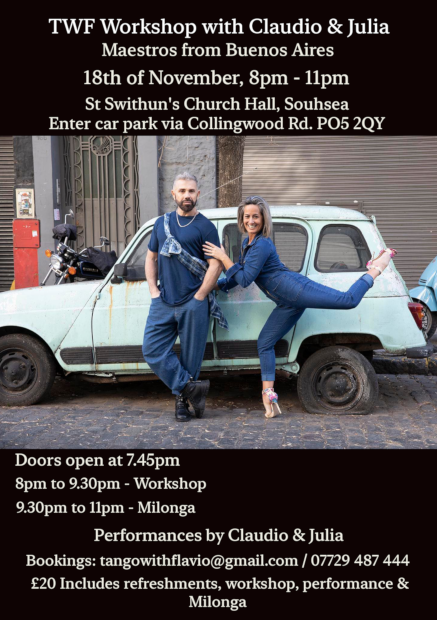 TWF Workshop with Claudio & Julia
Maestros from Buenos Aires
18th of November, 8pm - 11pm
St Swithun's Church Hall, Souhsea
Enter car park via Collingwood Rd. PO5 2QY
Doors open at 7.45pm
8pm to 9.30pm - Workshop
9.30pm to 11pm - Milonga
Performances by Claudio & Julia
Bookings: tangowithflavio@gmail.com / 07729 487 444
£20 Includes refreshments, workshop, performance &
Milonga